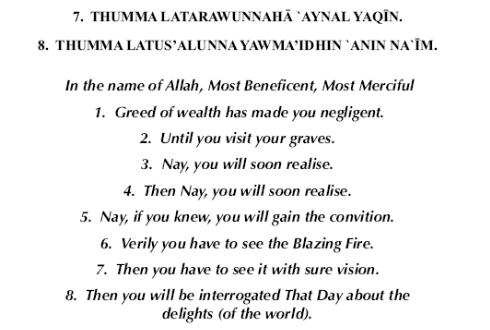 7. THUMMA LATARAWUNNAHĀ `AYNAL YAQĪN.
8. THUMMA LATUS'ALUNNA YAWMA'IDHIN `ANIN NA`ĪM.
In the name of Allah, Most Beneficent, Most Merciful
1. Greed of wealth has made you negligent.
2. Until you visit your graves.
3. Nay, you will soon realise.
4. Then Nay, you will soon realise.
5. Nay, if you knew, you will gain the convition.
6. Verily you have to see the Blazing Fire.
7. Then you have to see it with sure vision.
8. Then you will be interrogated That Day about the
delights (of the world).